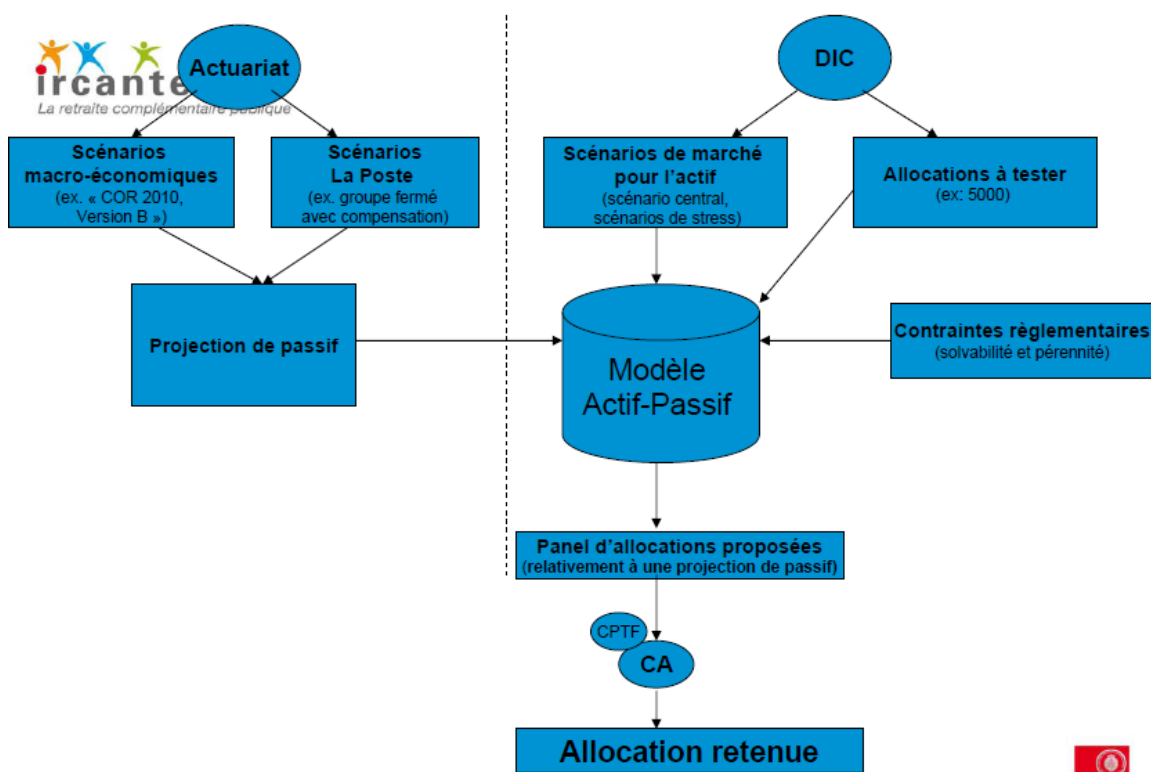 ircante
La retraite complémentaire publique
Actuariat
DIC
Scénarios
macro-économiques
(ex. « COR 2010,
Version B »)
Scénarios
La Poste
(ex. groupe fermé
avec compensation)
Scénarios de marché
pour l’actif
(scénario central,
scénarios de stress)
Allocations à tester
(ex: 5000)
Projection de passif
Modèle
Actif-Passif
Contraintes règlementaires
(solvabilité et pérennité)
Panel d’allocations proposées
(relativement à une projection de passif)
CPTF
CA
Allocation retenue